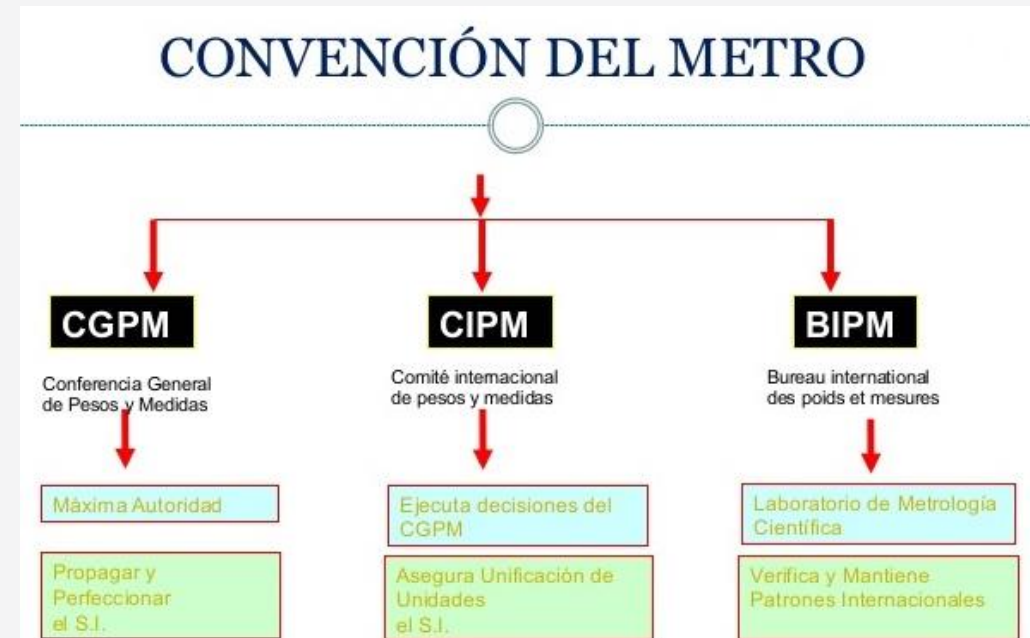 CONVENCIÓN DEL METRO
CGPM
Conferencia General
de Pesos y Medidas
Máxima Autoridad
Propagar y
Perfeccionar
el S.I.
CIPM
Comité internacional
de pesos y medidas
Ejecuta decisiones del
CGPM
Asegura Unificación de
Unidades
el S.I.
BIPM
Bureau international
des poids et mesures
Laboratorio de Metrología
Científica
Verifica y Mantiene
Patrones Internacionales